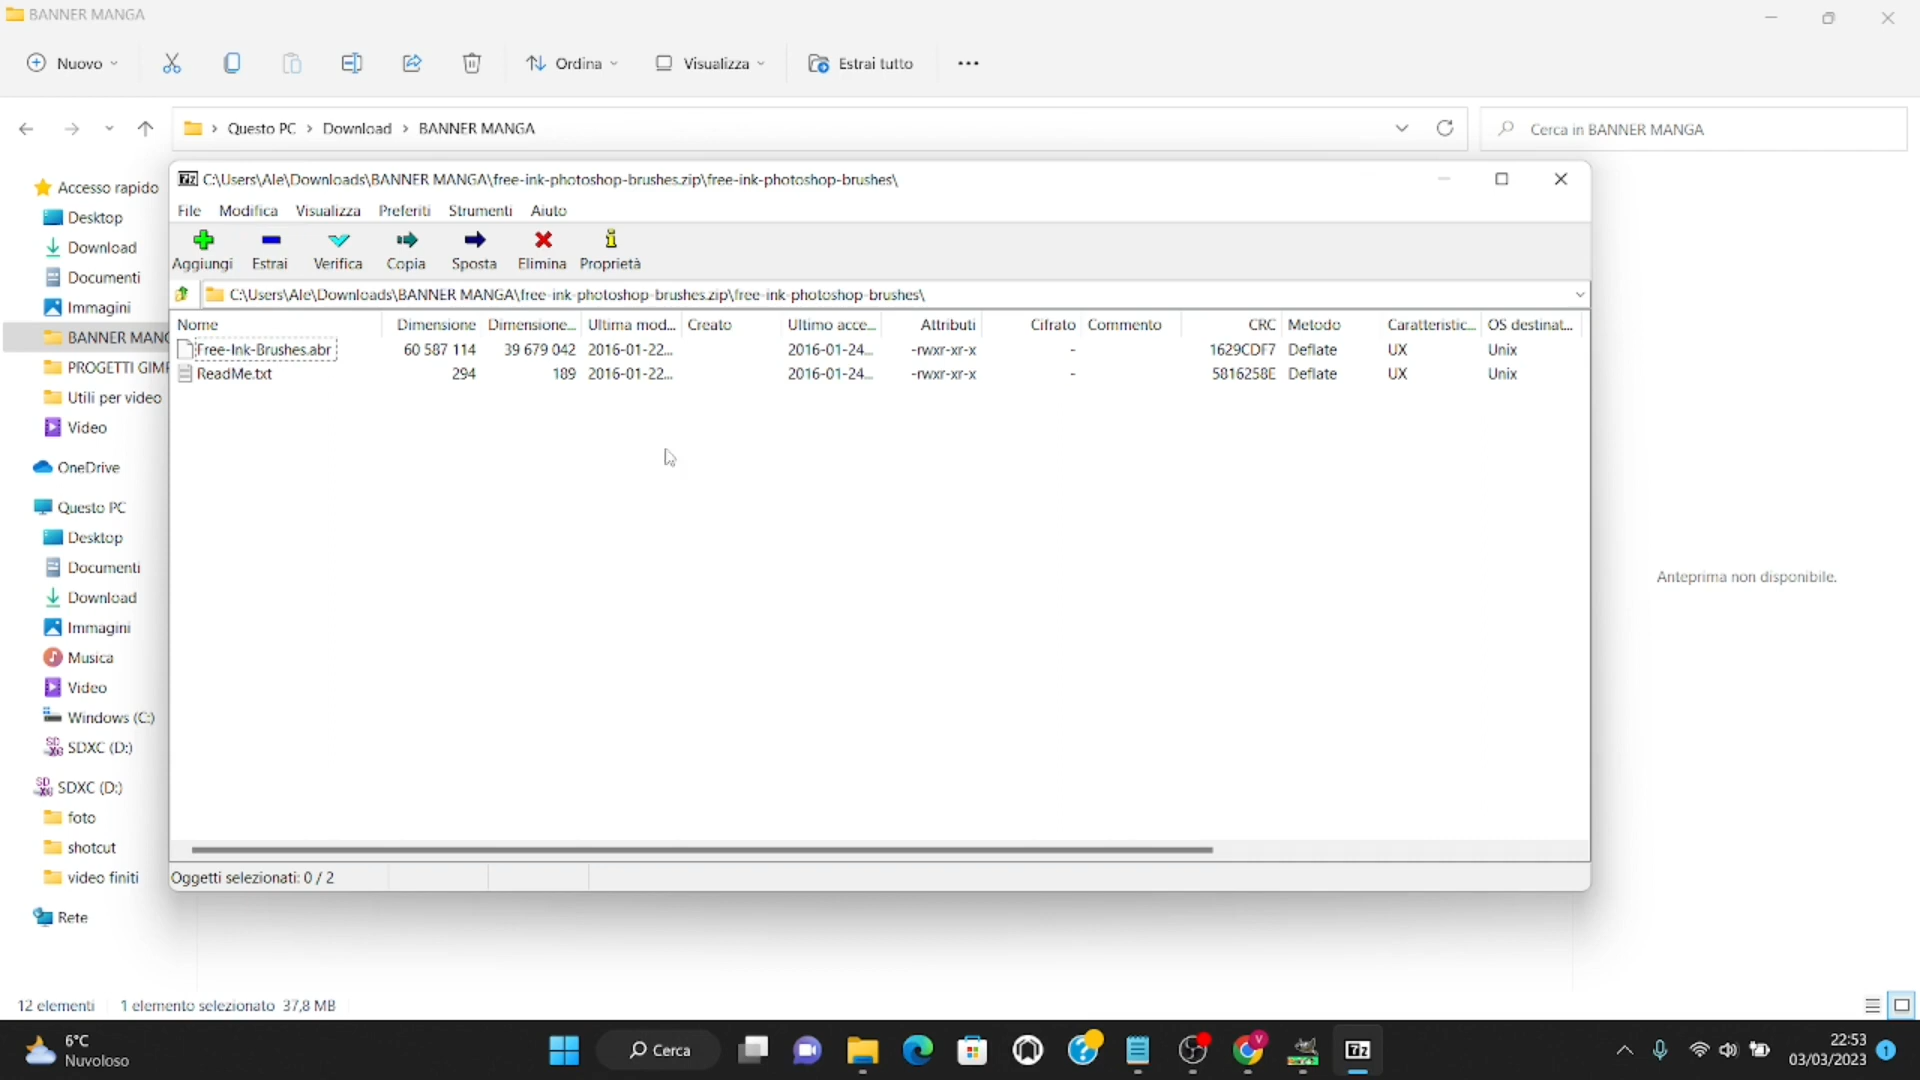 BANNER MANGA
Nuovo
Ordina
Visualizza
Estrai tutto
Questo PC > Download > BANNER MANGA
Cerca in BANNER MANGA
Accesso rapido
Desktop
Download
Documenti
Immagini
BANNER MANG
PROGETTI GIMP
Utili per video
Video
OneDrive
Questo PC
Desktop
Documenti
Download
Immagini
Musica
Video
Windows (C:)
SDXC (D:)
SDXC (D:)
foto
shotcut
video finiti
Rete
C:\Users\Ale\Downloads\BANNER MANGA\free-ink-photoshop-brushes.zip\free-ink-photoshop-brushes\
File Modifica Visualizza Preferiti Strumenti Aiuto
Aggiungi Estrai Verifica Copia Sposta Elimina Proprietà
C:\Users\Ale\Downloads\BANNER MANGA\free-ink-photoshop-brushes.zip\free-ink-photoshop-brushes\
Nome Dimensione Dimensione... Ultima mod... Creato Ultimo acce... Attributi Cifrato Commento CRC Metodo Caratteristic... OS destinat...
Free-Ink-Brushes.abr 60 587 114 39 679 042 2016-01-22... 2016-01-24... -rwxr-xr-x - 1629CDF7 Deflate UX Unix
ReadMe.txt 294 189 2016-01-22... 2016-01-24... -rwxr-xr-x - 5816258E Deflate UX Unix
Oggetti selezionati: 0 / 2
Anteprima non disponibile.
12 elementi 1 elemento selezionato 37,8 MB
6°C
Nuvoloso
Cerca
22:53
03/03/2023
1